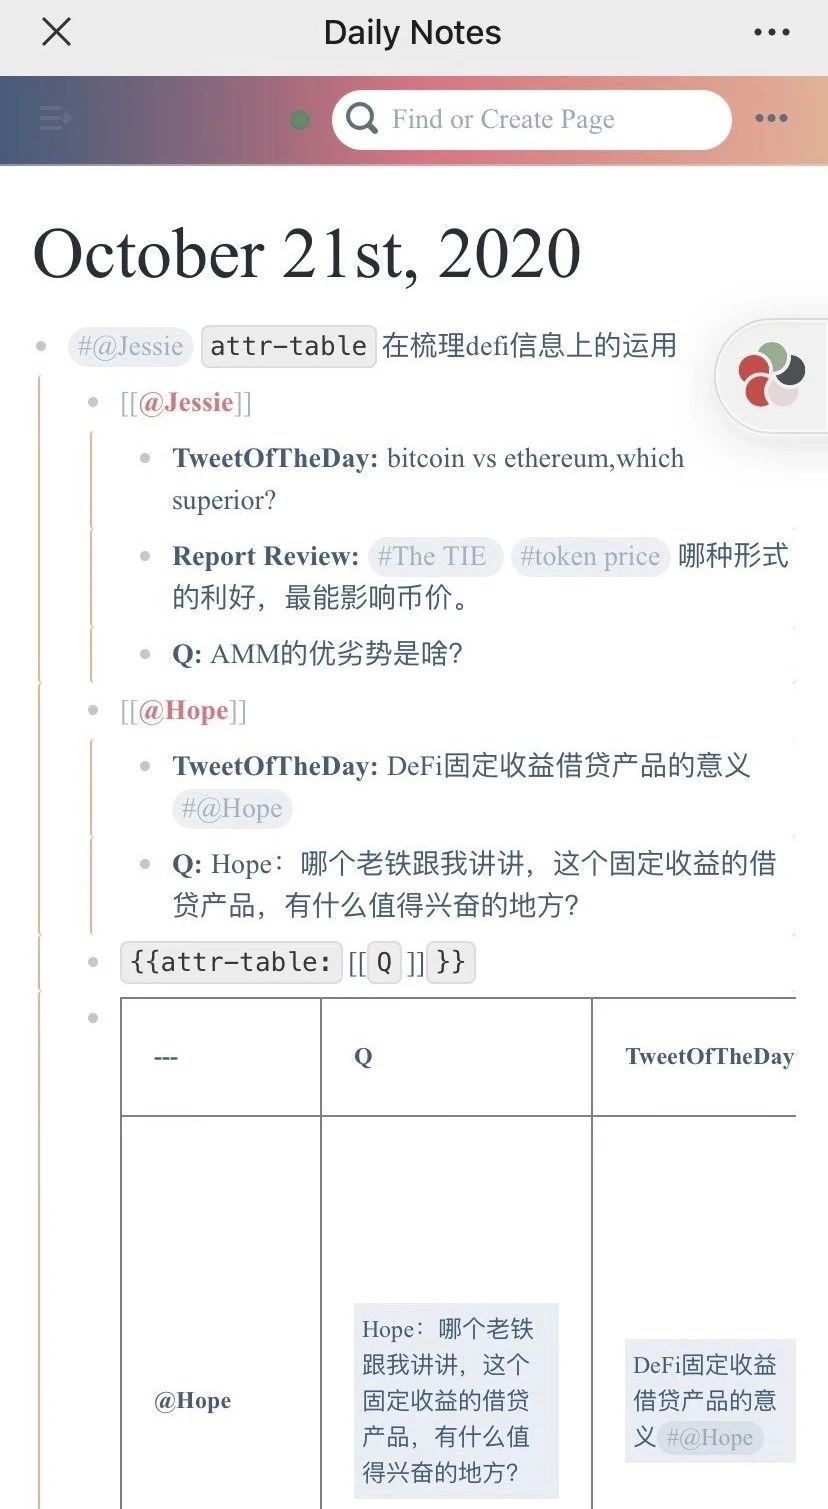 Daily Notes
Find or Create Page
October 21st, 2020
#@Jessie attr-table 在梳理defi信息上的运用
[[@Jessie]]
TweetOfTheDay: bitcoin vs ethereum,which
superior?
Report Review: #The TIE #token price 哪种形式
的利好，最能影响币价。
Q: AMM的优劣势是啥?
[[@Hope]]
TweetOfTheDay: DeFi固定收益借贷产品的意义
#@Hope
Q: Hope：哪个老铁跟我讲讲，这个固定收益的借
贷产品，有什么值得兴奋的地方?
{{attr-table: [[Q]]}}
---
Q
TweetOfTheDay
@Hope
Hope：哪个老铁
跟我讲讲，这个
固定收益的借贷
产品，有什么值
得兴奋的地方?
DeFi固定收益
借贷产品的意
义 #@Hope